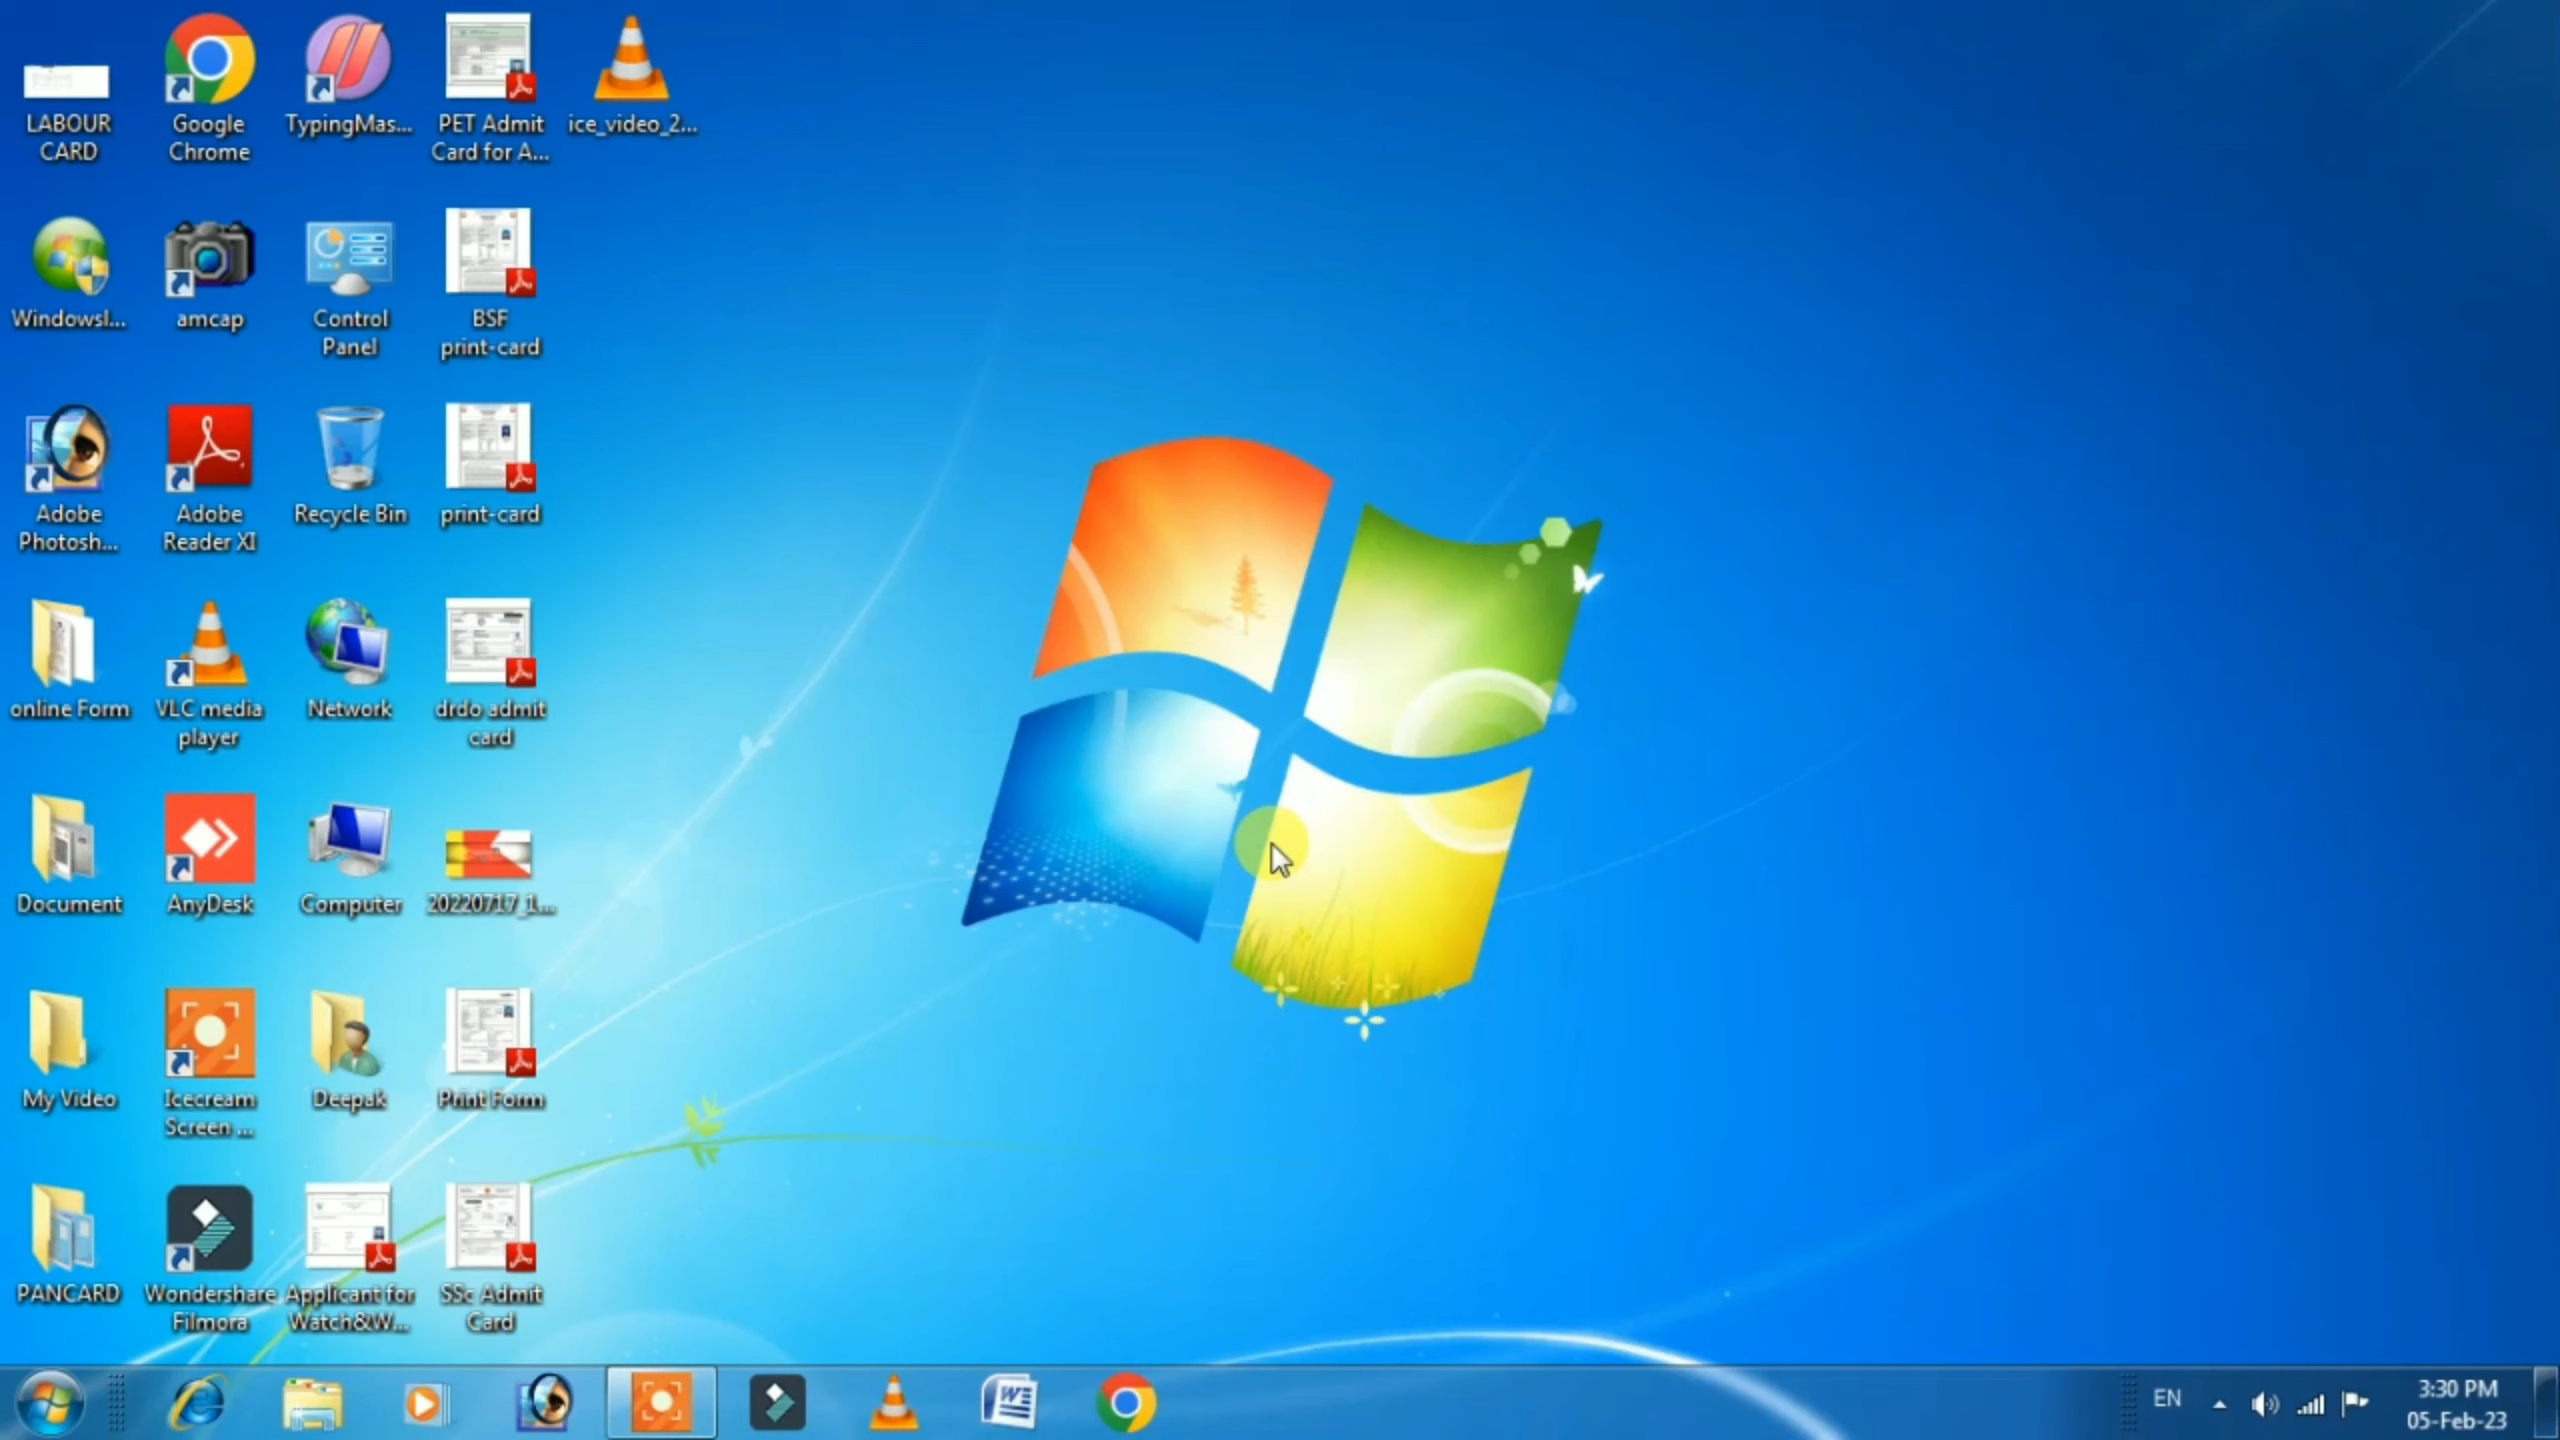 LABOUR
CARD
Google
Chrome
TypingMas...
PET Admit
Card for A...
ice_video_2...
WindowsI...
amcap
Control
Panel
BSF
print-card
Adobe
Photosh...
Adobe
Reader XI
Recycle Bin
print-card
online Form
VLC media
player
Network
drdo admit
card
Document
AnyDesk
Computer
20220717_1...
My Video
Icecream
Screen ...
Deepak
Print Form
PANCARD
Wondershare
Filmora
Applicant for
Watch&W...
SSc Admit
Card
EN
3:30 PM
05-Feb-23